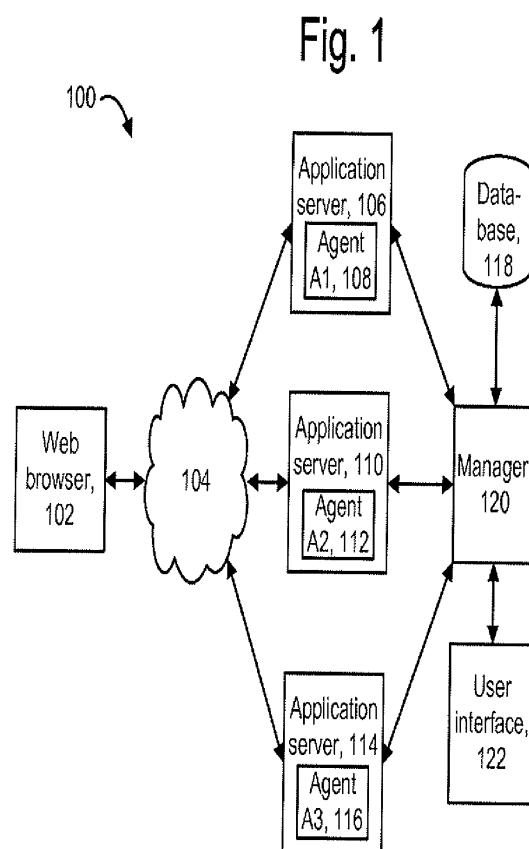 Fig. 1
100
Application
server, 106
Agent
A1, 108
Data-
base,
118
Web
browser,
102
104
Application
server, 110
Agent
A2, 112
Manager
120
Application
server, 114
Agent
A3, 116
User
interface,
122